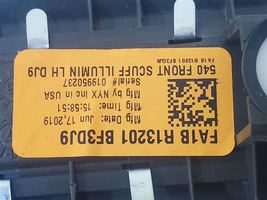 FA1B R13201 BF3DJ9
Mfg Date: Jun 17,2019
Mfg Time: 15:58:51
Mfg by NYX Inc in USA
Serial# 019950237
540 FRONT SCUFF ILLUMIN LH DJ9
FA1B R13201 BF3DJ9